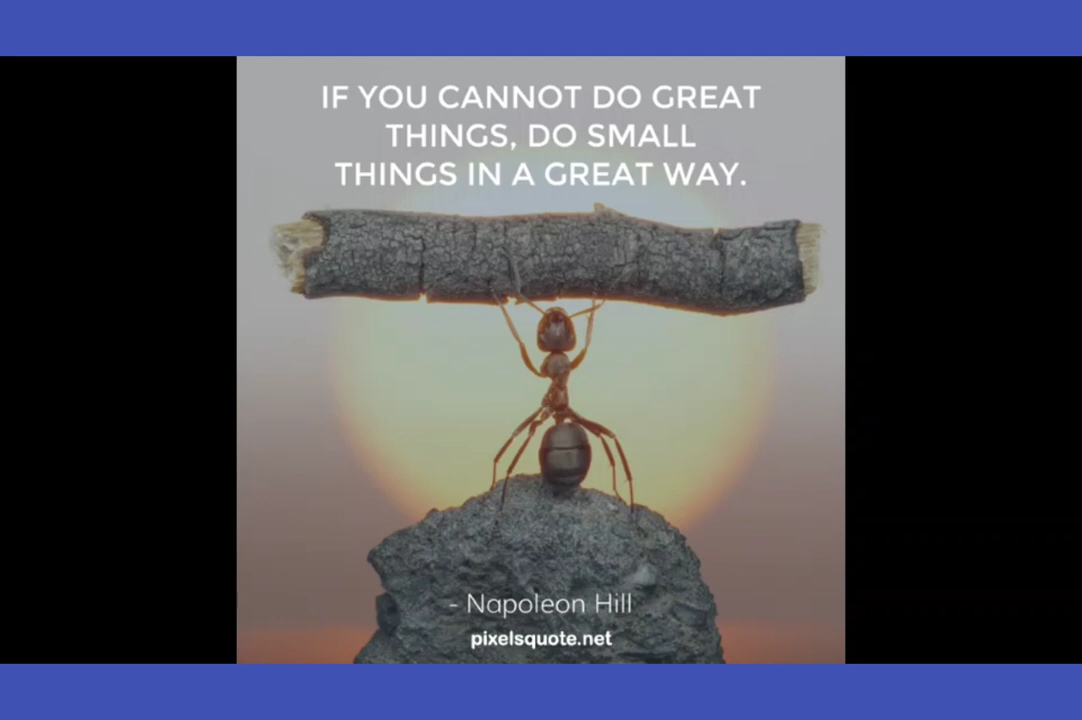 IF YOU CANNOT DO GREAT
THINGS, DO SMALL
THINGS IN A GREAT WAY.
- Napoleon Hill
pixelsquote.net